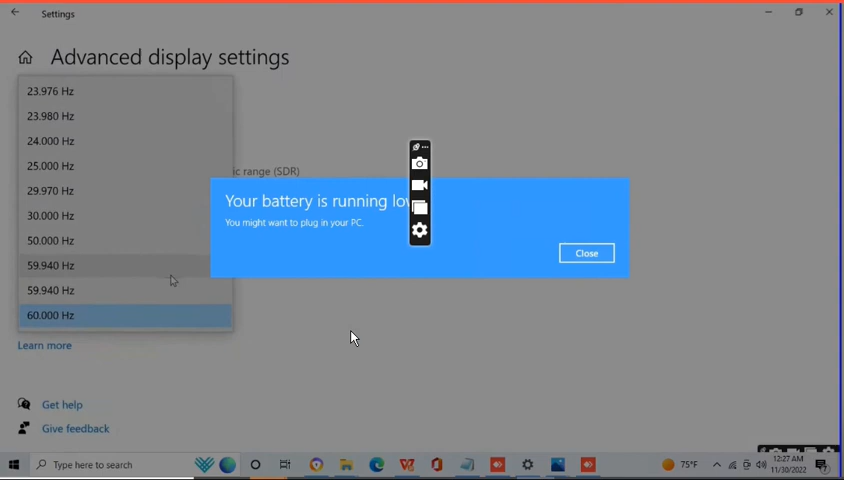 Settings
Advanced display settings
23.976 Hz
23.980 Hz
24.000 Hz
25.000 Hz
ic range (SDR)
29.970 Hz
Your battery is running lo
30.000 Hz
You might want to plug in your PC.
50.000 Hz
Close
59.940 Hz
59.940 Hz
60.000 Hz
Learn more
Get help
Give feedback
Type here to search
75°F
12:27 AM
11/30/2022